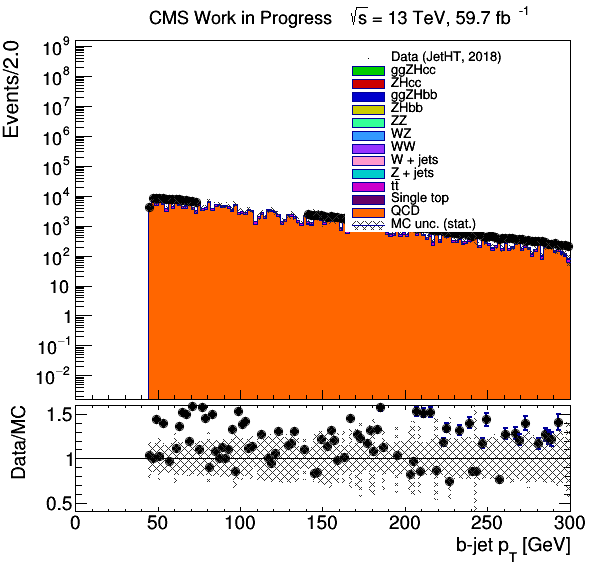 CMS Work in Progress √s = 13 TeV, 59.7 fb⁻¹
Events/2.0
10⁹
10⁸
10⁷
10⁶
10⁵
10⁴
10³
10²
10
1
10⁻¹
10⁻²
Data (JetHT, 2018)
ggZHcc
ZHcc
ggZHbb
ZHbb
ZZ
WZ
WW
W + jets
Z + jets
tt̄
Single top
QCD
MC unc. (stat.)
Data/MC
1.5
1
0.5
0 50 100 150 200 250 300
b-jet p_T [GeV]